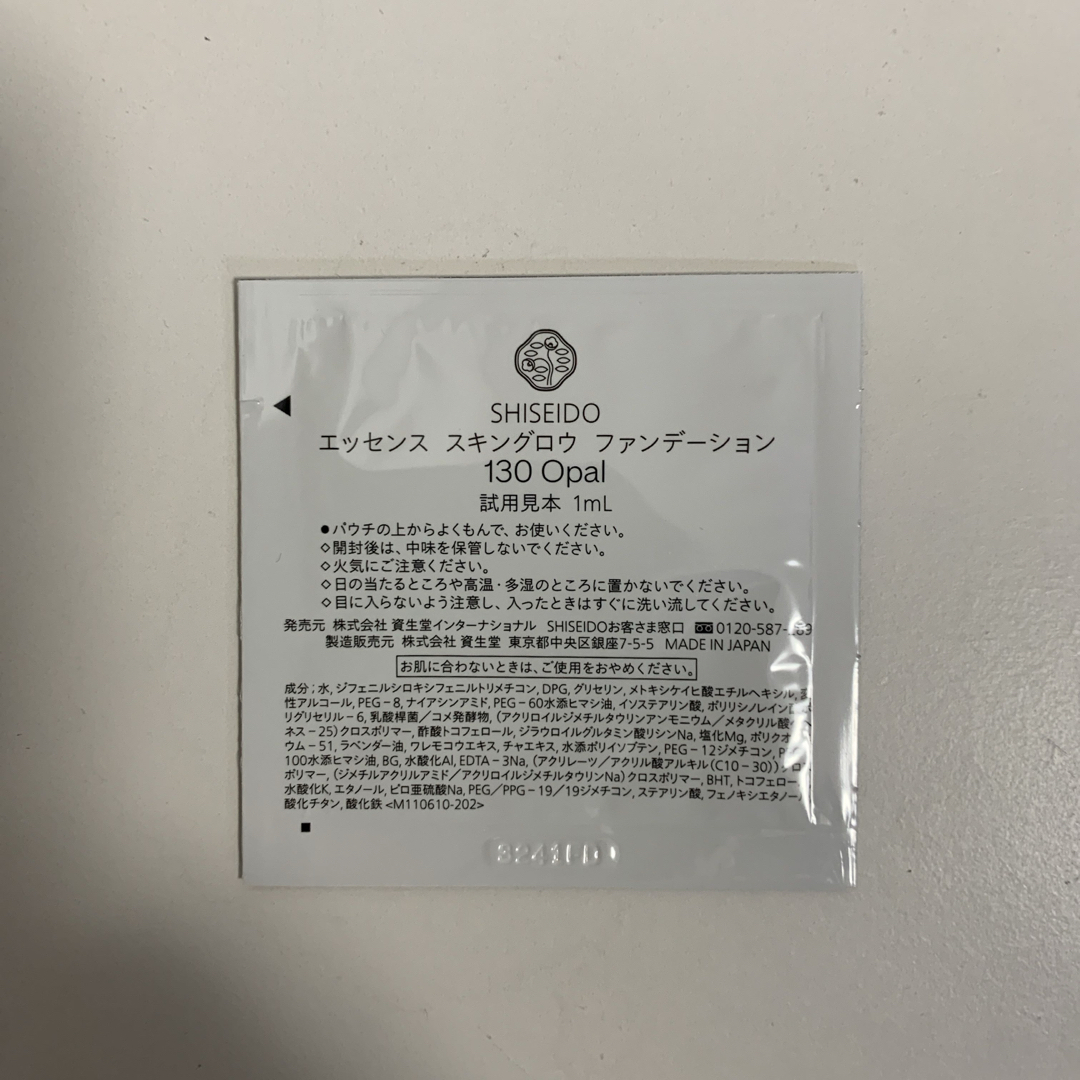 SHISEIDO
エッセンス スキングロウ ファンデーション
130 Opal
試用見本 1mL
●パウチの上からよくもんで、お使いください。
◇開封後は、中味を保管しないでください。
◇火気にご注意ください。
◇日の当たるところや高温・多湿のところに置かないでください。
◇目に入らないよう注意し、入ったときはすぐに洗い流してください。
発売元 株式会社 資生堂インターナショナル SHISEIDOお客さま窓口 0120-587-
製造販売元 株式会社 資生堂 東京都中央区銀座7-5-5 MADE IN JAPAN
お肌に合わないときは、ご使用をおやめください。
成分:水, ジフェニルシロキシフェニルトリメチコン, DPG, グリセリン, メトキシケイヒ酸エチルヘキシル,
性アルコール, PEG-8, ナイアシンアミド, PEG-60水添ヒマシ油, イソステアリン酸, ポリリシノレイン
リグリセリル-6, 乳酸桿菌/コメ発酵物, (アクリロイルジメチルタウリンアンモニウム/メタクリル酸
ネス-25)クロスポリマー, 酢酸トコフェロール, ジラウロイルグルタミン酸リシンNa, 塩化Mg, ポリクオ
ウム-51, ラベンダー油, ワレモコウエキス, チャエキス, 水添ポリイソブテン, PEG-12ジメチコン,
100水添ヒマシ油, BG, 水酸化Al, EDTA-3Na, (アクリレーツ/アクリル酸アルキル(C10-30))
ポリマー, (ジメチルアクリルアミド/アクリロイルジメチルタウリンNa)クロスポリマー, BHT, トコフェロー
水酸化K, エタノール, ピロ亜硫酸Na, PEG/PPG-19/19ジメチコン, ステアリン酸, フェノキシエタノール
酸化チタン, 酸化鉄 <M110610-202>